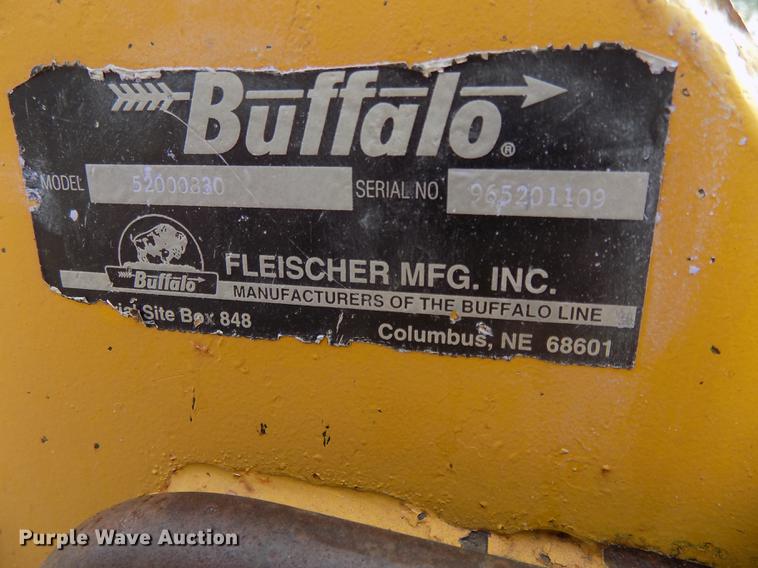 Buffalo®
MODEL 52000830 SERIAL NO. 965201109
Buffalo
FLEISCHER MFG. INC.
MANUFACTURERS OF THE BUFFALO LINE
Site Box 848
Columbus, NE 68601
Purple Wave Auction